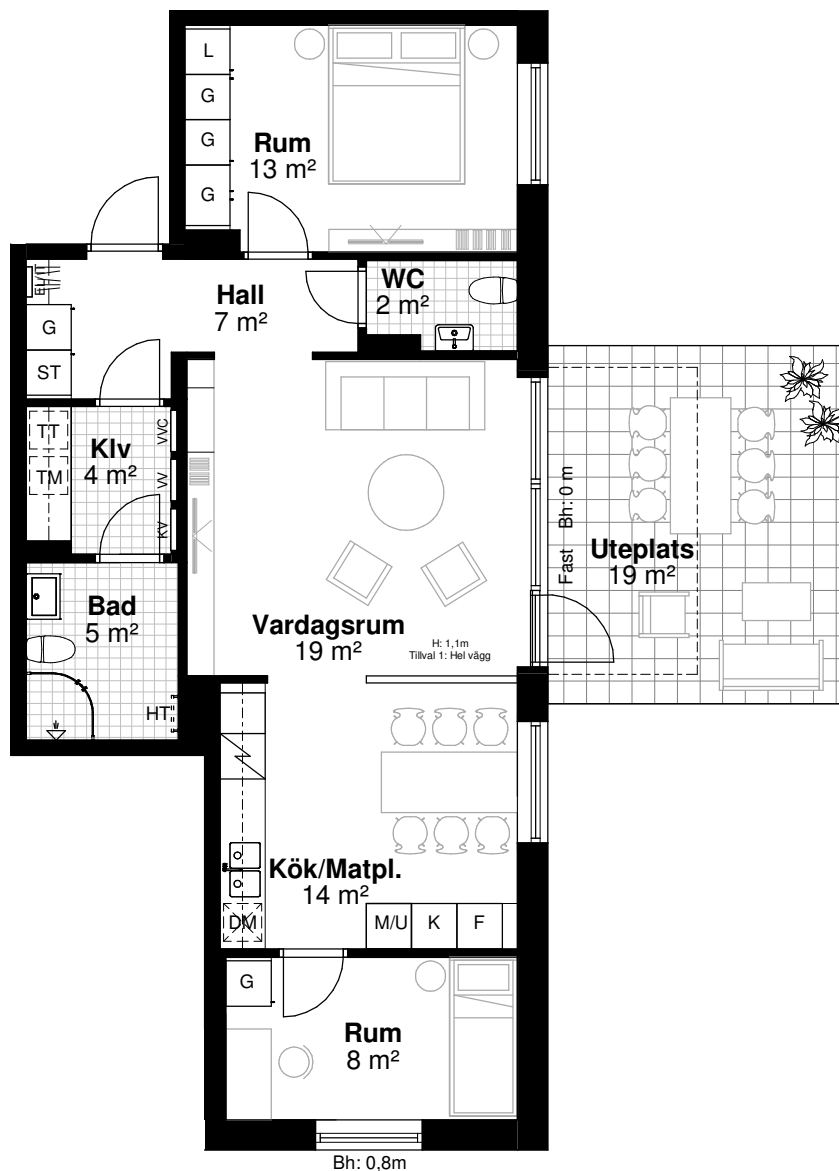 L
G
G
G
Rum
13 m²
EL/IT
WC
2 m²
Hall
7 m²
G
ST
TT
TM
Klv
4 m²
VVC
VV
KV
Fast Bh: 0 m
Uteplats
19 m²
Bad
5 m²
HT
Vardagsrum
19 m²
H: 1,1m
Tillval 1: Hel vägg
Kök/Matpl.
14 m²
DM
M/U K F
G
Rum
8 m²
Bh: 0,8m